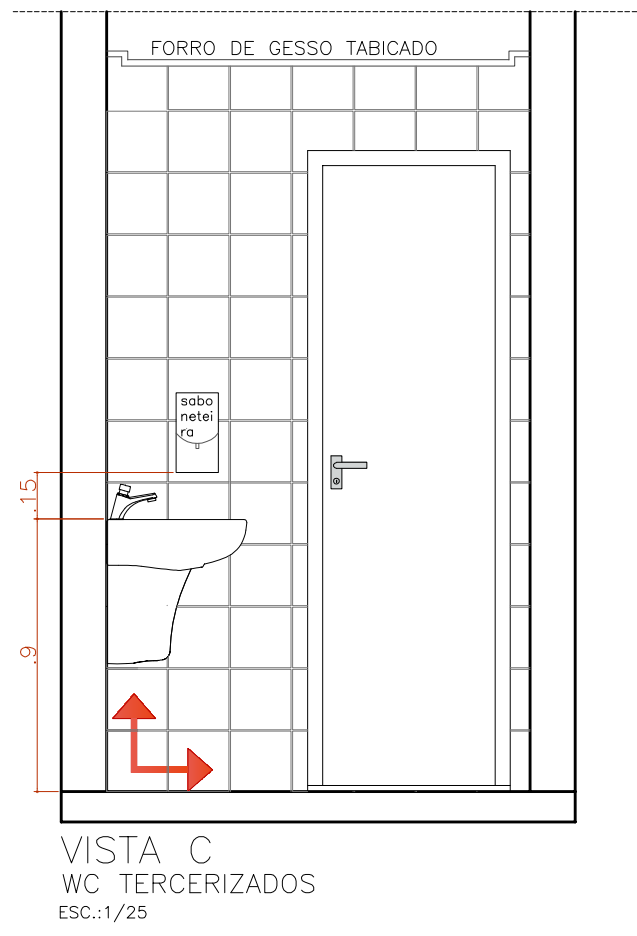 FORRO DE GESSO TABICADO
sabo
netei
ra
.15
.9
VISTA C
WC TERCERIZADOS
ESC.:1/25